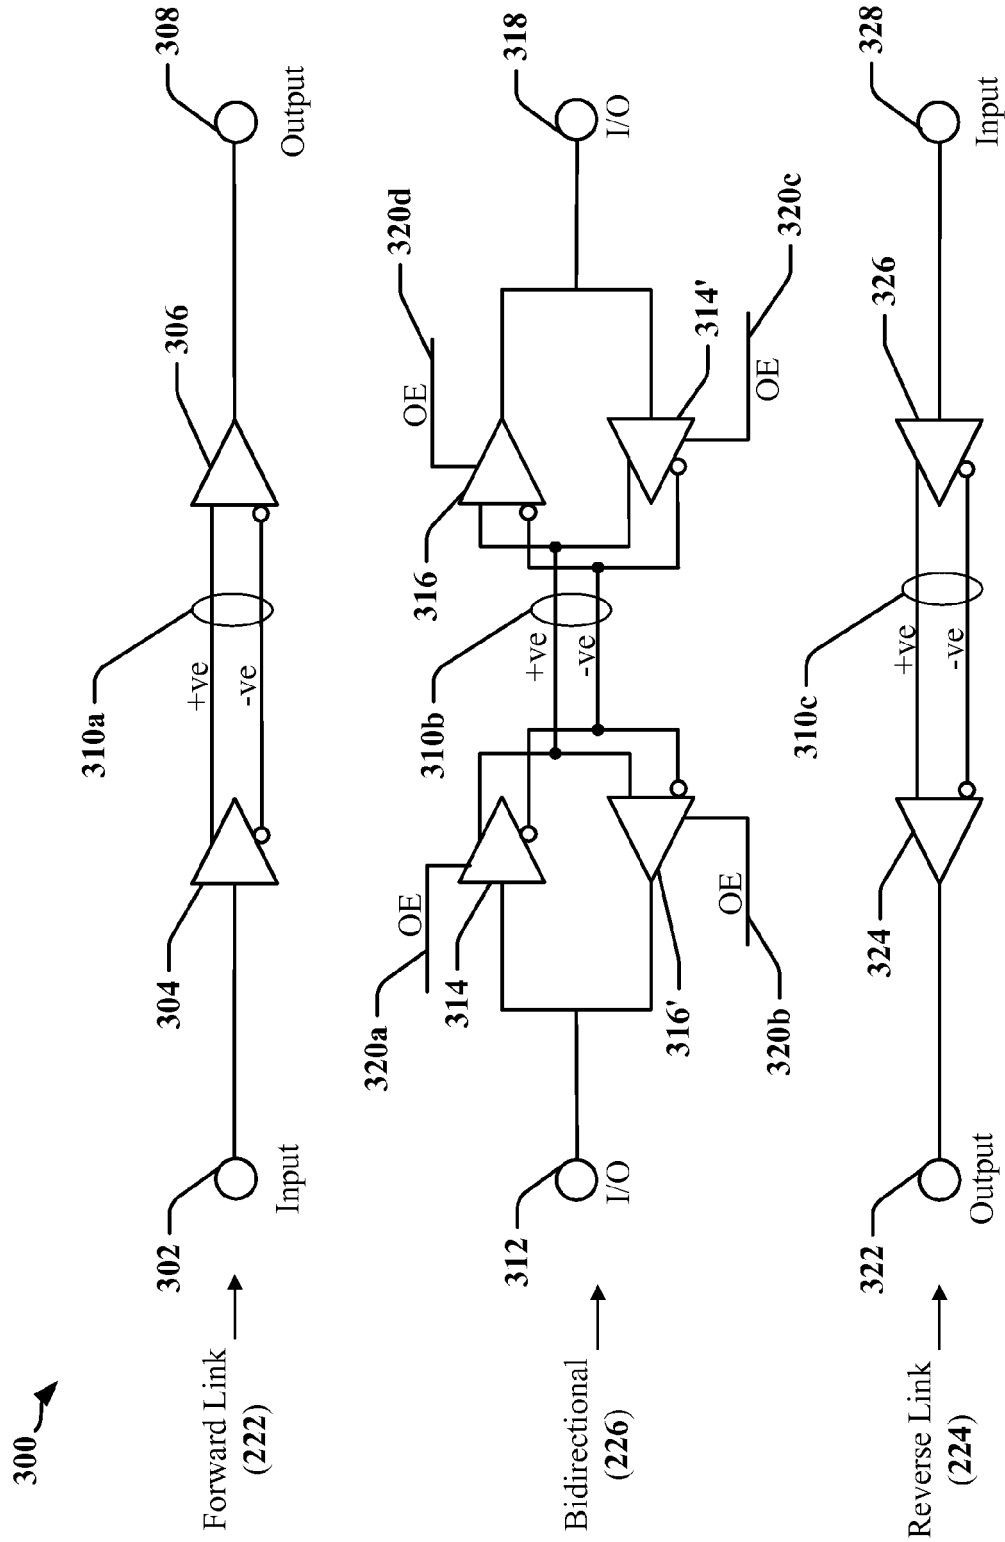 300
Forward Link
(222)
302
Input
304
+ve
-ve
310a
306
308
Output
Bidirectional
(226)
312
I/O
320a
OE
314
316'
OE
320b
310b
+ve
-ve
316
OE
320d
314'
OE
320c
318
I/O
Reverse Link
(224)
322
Output
324
+ve
-ve
310c
326
328
Input